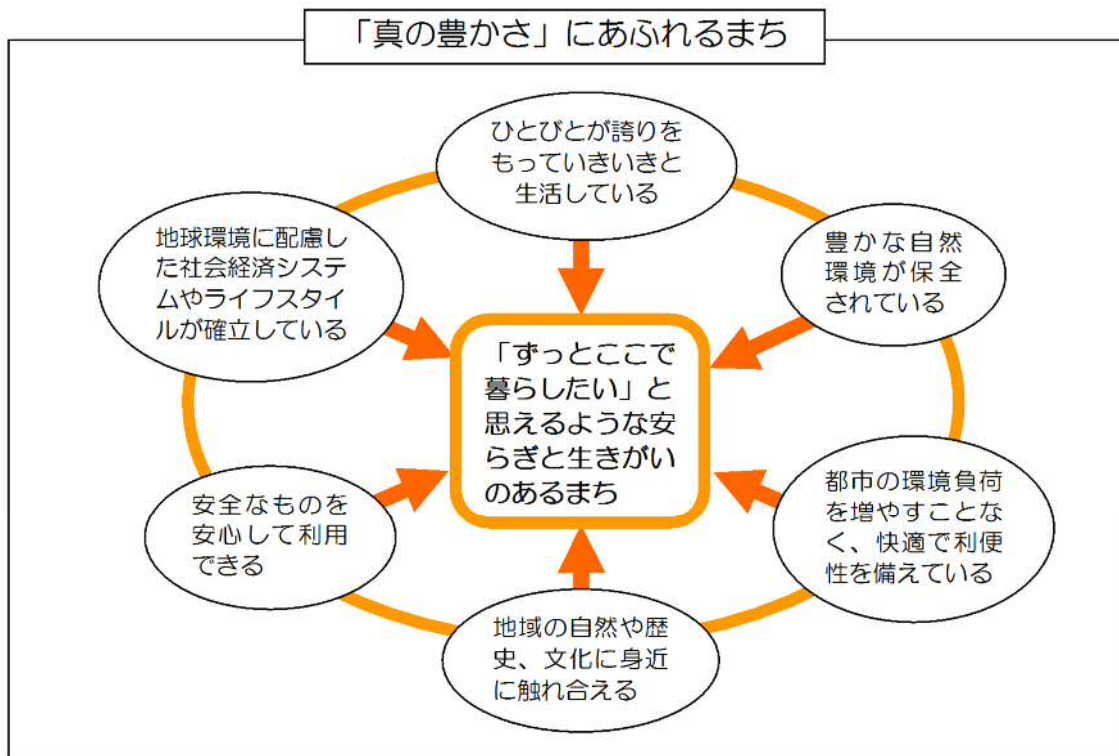 「真の豊かさ」にあふれるまち
ひとびとが誇りを
もっていきいきと
生活している
地球環境に配慮し
た社会経済システ
ムやライフスタイ
ルが確立している
豊かな自然
環境が保全
されている
「ずっとここで
暮らしたい」と
思えるような安
らぎと生きがい
のあるまち
安全なものを
安心して利用
できる
都市の環境負荷
を増やすことな
く、快適で利便
性を備えている
地域の自然や歴
史、文化に身近
に触れ合える